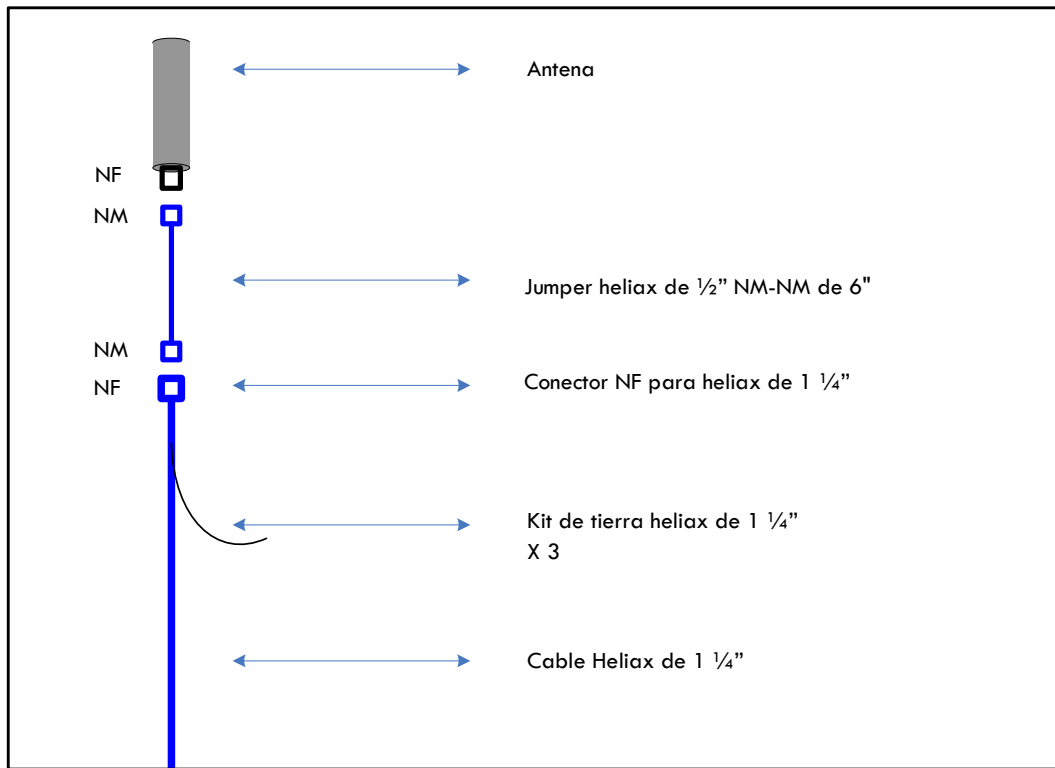 Antena
NF
NM
Jumper heliax de ½” NM-NM de 6"
NM
NF
Conector NF para heliax de 1 ¼”
Kit de tierra heliax de 1 ¼”
X 3
Cable Heliax de 1 ¼”